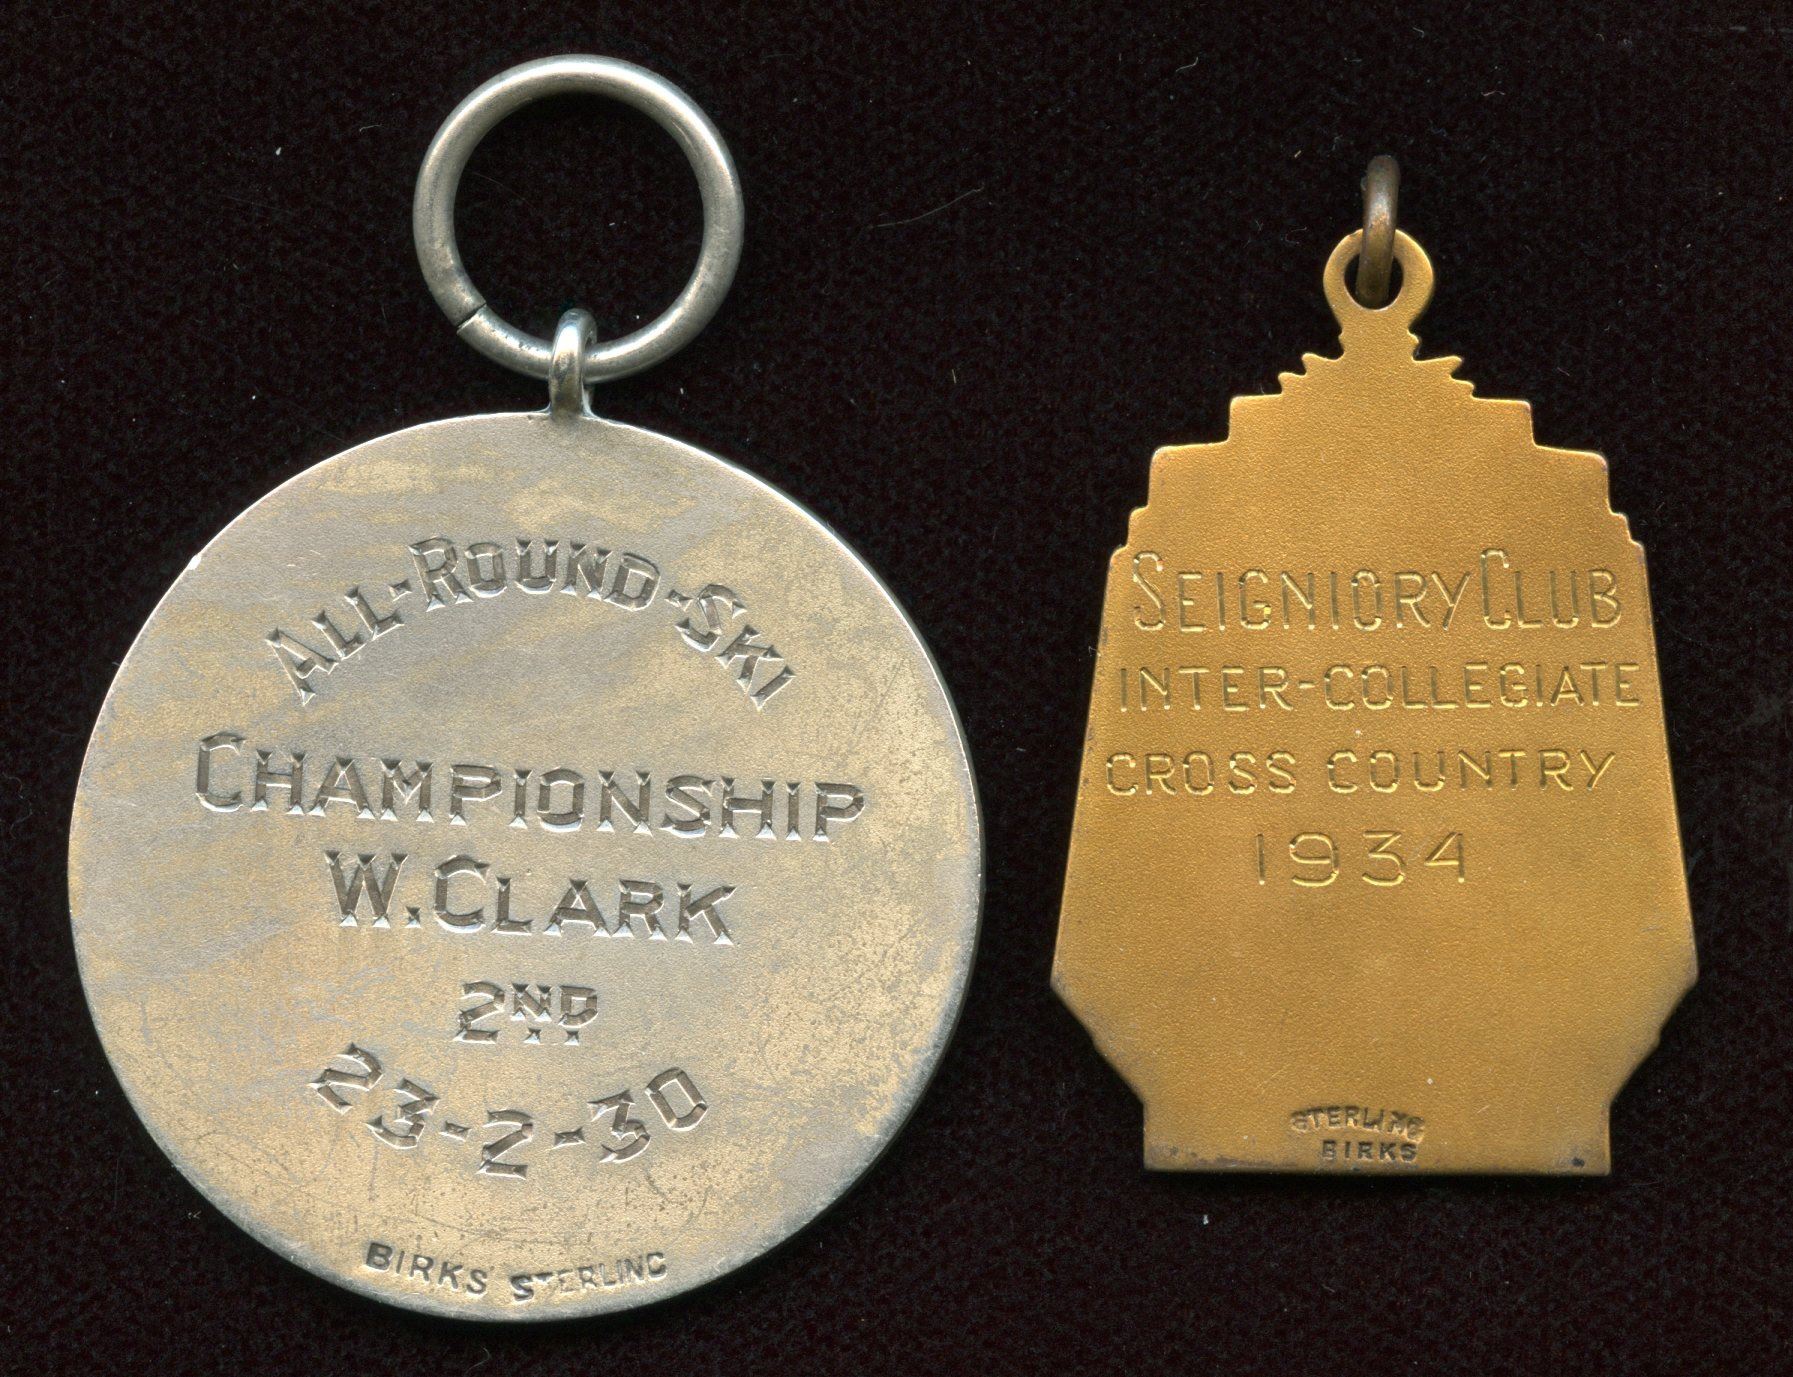 ALL-ROUND-SKI
CHAMPIONSHIP
W. CLARK
2ND
23-2-30
BIRKS STERLING
SEIGNIORY CLUB
INTER-COLLEGIATE
CROSS COUNTRY
1934
STERLING
BIRKS